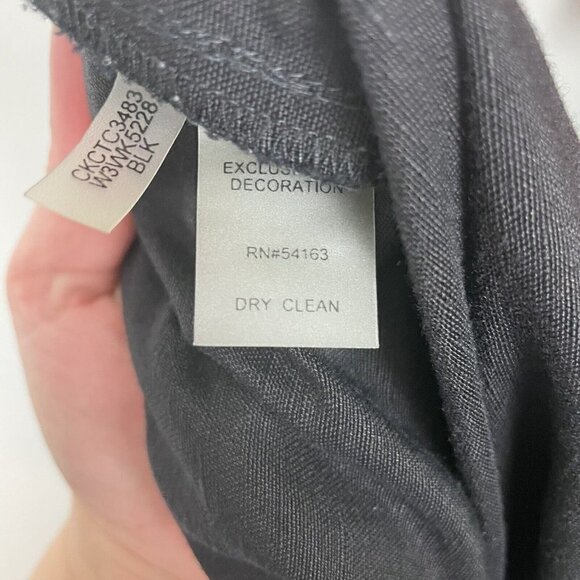 CKCTC3483
W3WK5228
BLK
DECORATION
RN#54163
DRY CLEAN